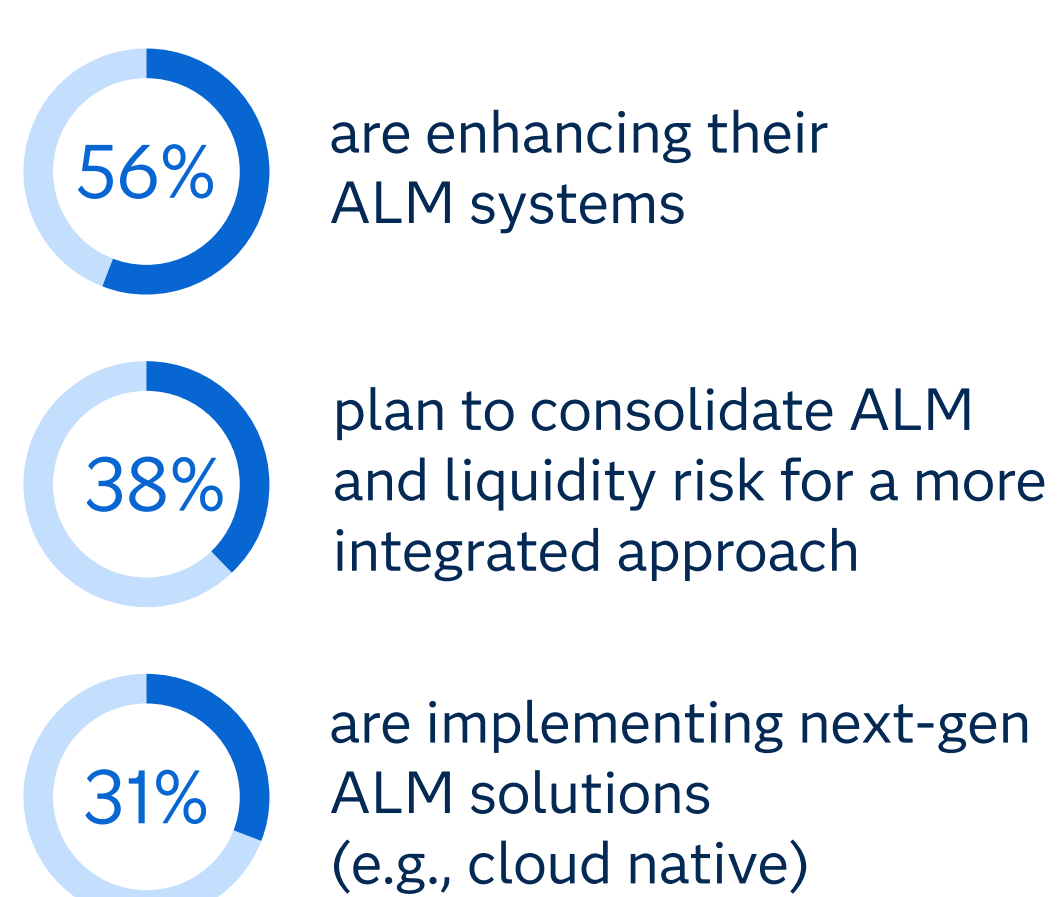 56%
are enhancing their
ALM systems
38%
plan to consolidate ALM
and liquidity risk for a more
integrated approach
31%
are implementing next-gen
ALM solutions
(e.g., cloud native)